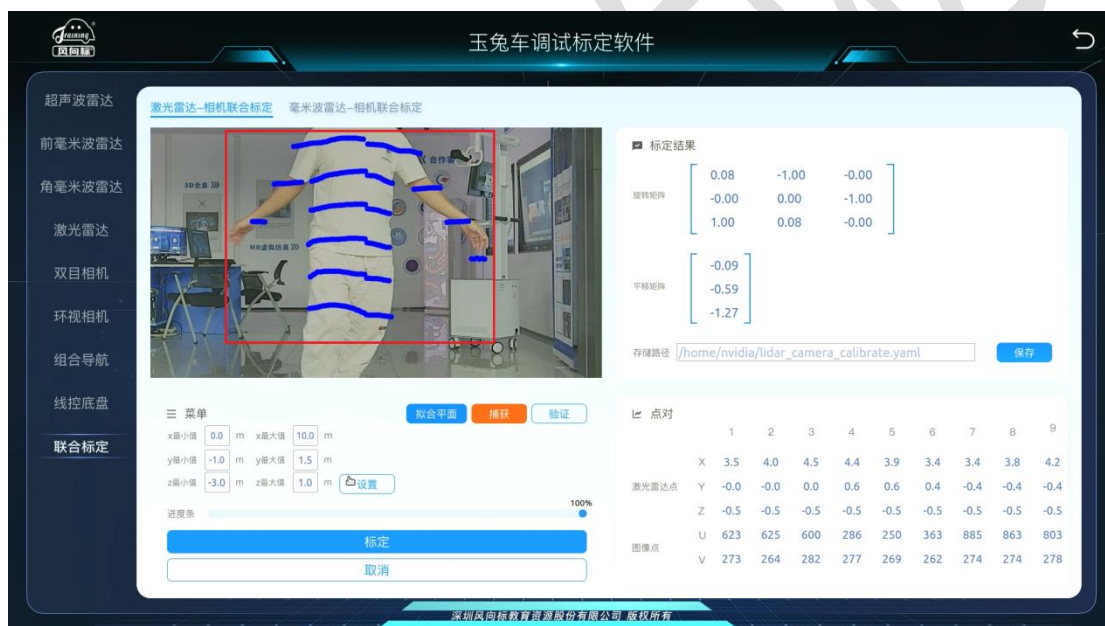 风向标
玉兔车调试标定软件
超声波雷达
前毫米波雷达
角毫米波雷达
激光雷达
双目相机
环视相机
组合导航
线控底盘
联合标定
激光雷达-相机联合标定 毫米波雷达-相机联合标定
合作
3D全息
MR虚拟仿真
标定结果
旋转矩阵
0.08 -1.00 -0.00
-0.00 0.00 -1.00
1.00 0.08 -0.00
平移矩阵
-0.09
-0.59
-1.27
存储路径 /home/nvidia/lidar_camera_calibrate.yaml 保存
菜单 拟合平面 捕获 验证
x最小值 0.0 m x最大值 10.0 m
y最小值 -1.0 m y最大值 1.5 m
z最小值 -3.0 m z最大值 1.0 m 设置
进度条 100%
标定
取消
点对
1 2 3 4 5 6 7 8 9
激光雷达点
X 3.5 4.0 4.5 4.4 3.9 3.4 3.4 3.8 4.2
Y -0.0 -0.0 0.0 0.6 0.6 0.4 -0.4 -0.4 -0.4
Z -0.5 -0.5 -0.5 -0.5 -0.5 -0.5 -0.5 -0.5 -0.5
图像点
U 623 625 600 286 250 363 885 863 803
V 273 264 282 277 269 262 274 274 278
深圳风向标教育资源股份有限公司 版权所有